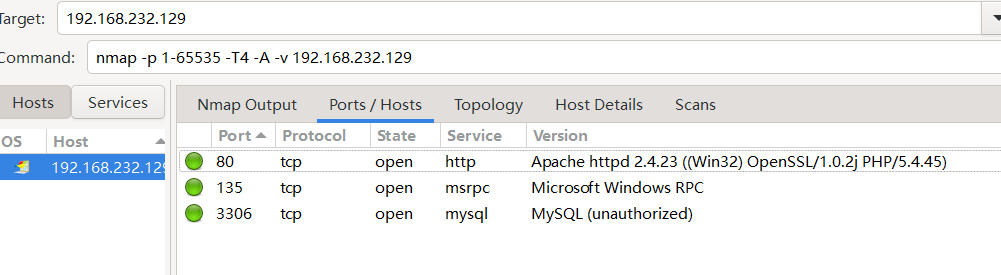 Target: 192.168.232.129
Command: nmap -p 1-65535 -T4 -A -v 192.168.232.129
Hosts Services Nmap Output Ports / Hosts Topology Host Details Scans
OS Host Port Protocol State Service Version
192.168.232.129 80 tcp open http Apache httpd 2.4.23 ((Win32) OpenSSL/1.0.2j PHP/5.4.45)
135 tcp open msrpc Microsoft Windows RPC
3306 tcp open mysql MySQL (unauthorized)